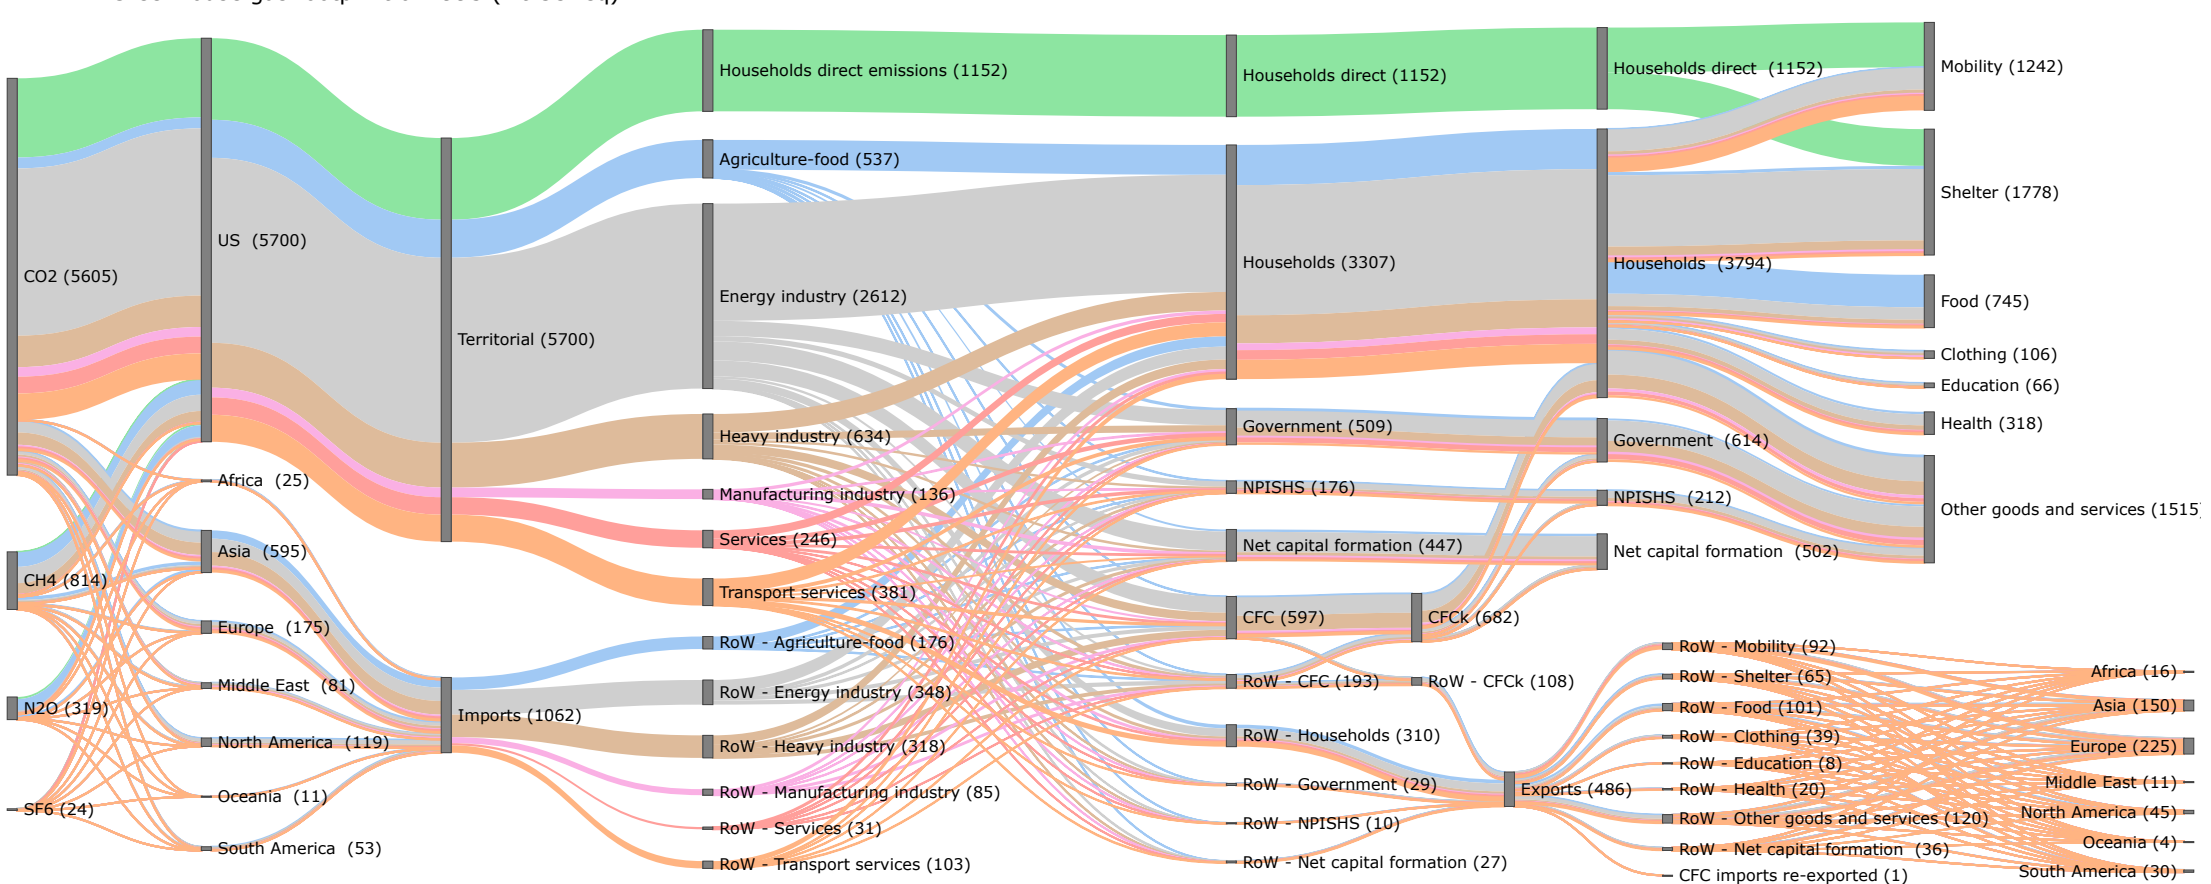 CO2 (5605)
CH4 (814)
N2O (319)
SF6 (24)
US (5700)
Africa (25)
Asia (595)
Europe (175)
Middle East (81)
North America (119)
Oceania (11)
South America (53)
Territorial (5700)
Imports (1062)
Households direct emissions (1152)
Agriculture-food (537)
Energy industry (2612)
Heavy industry (634)
Manufacturing industry (136)
Services (246)
Transport services (381)
RoW - Agriculture-food (176)
RoW - Energy industry (348)
RoW - Heavy industry (318)
RoW - Manufacturing industry (85)
RoW - Services (31)
RoW - Transport services (103)
Households direct (1152)
Households (3307)
Government (509)
NPISHS (176)
Net capital formation (447)
CFC (597)
RoW - CFC (193)
RoW - Households (310)
RoW - Government (29)
RoW - NPISHS (10)
RoW - Net capital formation (27)
CFCk (682)
RoW - CFCk (108)
Exports (486)
Households direct (1152)
Households (3794)
Government (614)
NPISHS (212)
Net capital formation (502)
RoW - Mobility (92)
RoW - Shelter (65)
RoW - Food (101)
RoW - Clothing (39)
RoW - Education (8)
RoW - Health (20)
RoW - Other goods and services (120)
RoW - Net capital formation (36)
CFC imports re-exported (1)
Mobility (1242)
Shelter (1778)
Food (745)
Clothing (106)
Education (66)
Health (318)
Other goods and services (1515)
Africa (16)
Asia (150)
Europe (225)
Middle East (11)
North America (45)
Oceania (4)
South America (30)